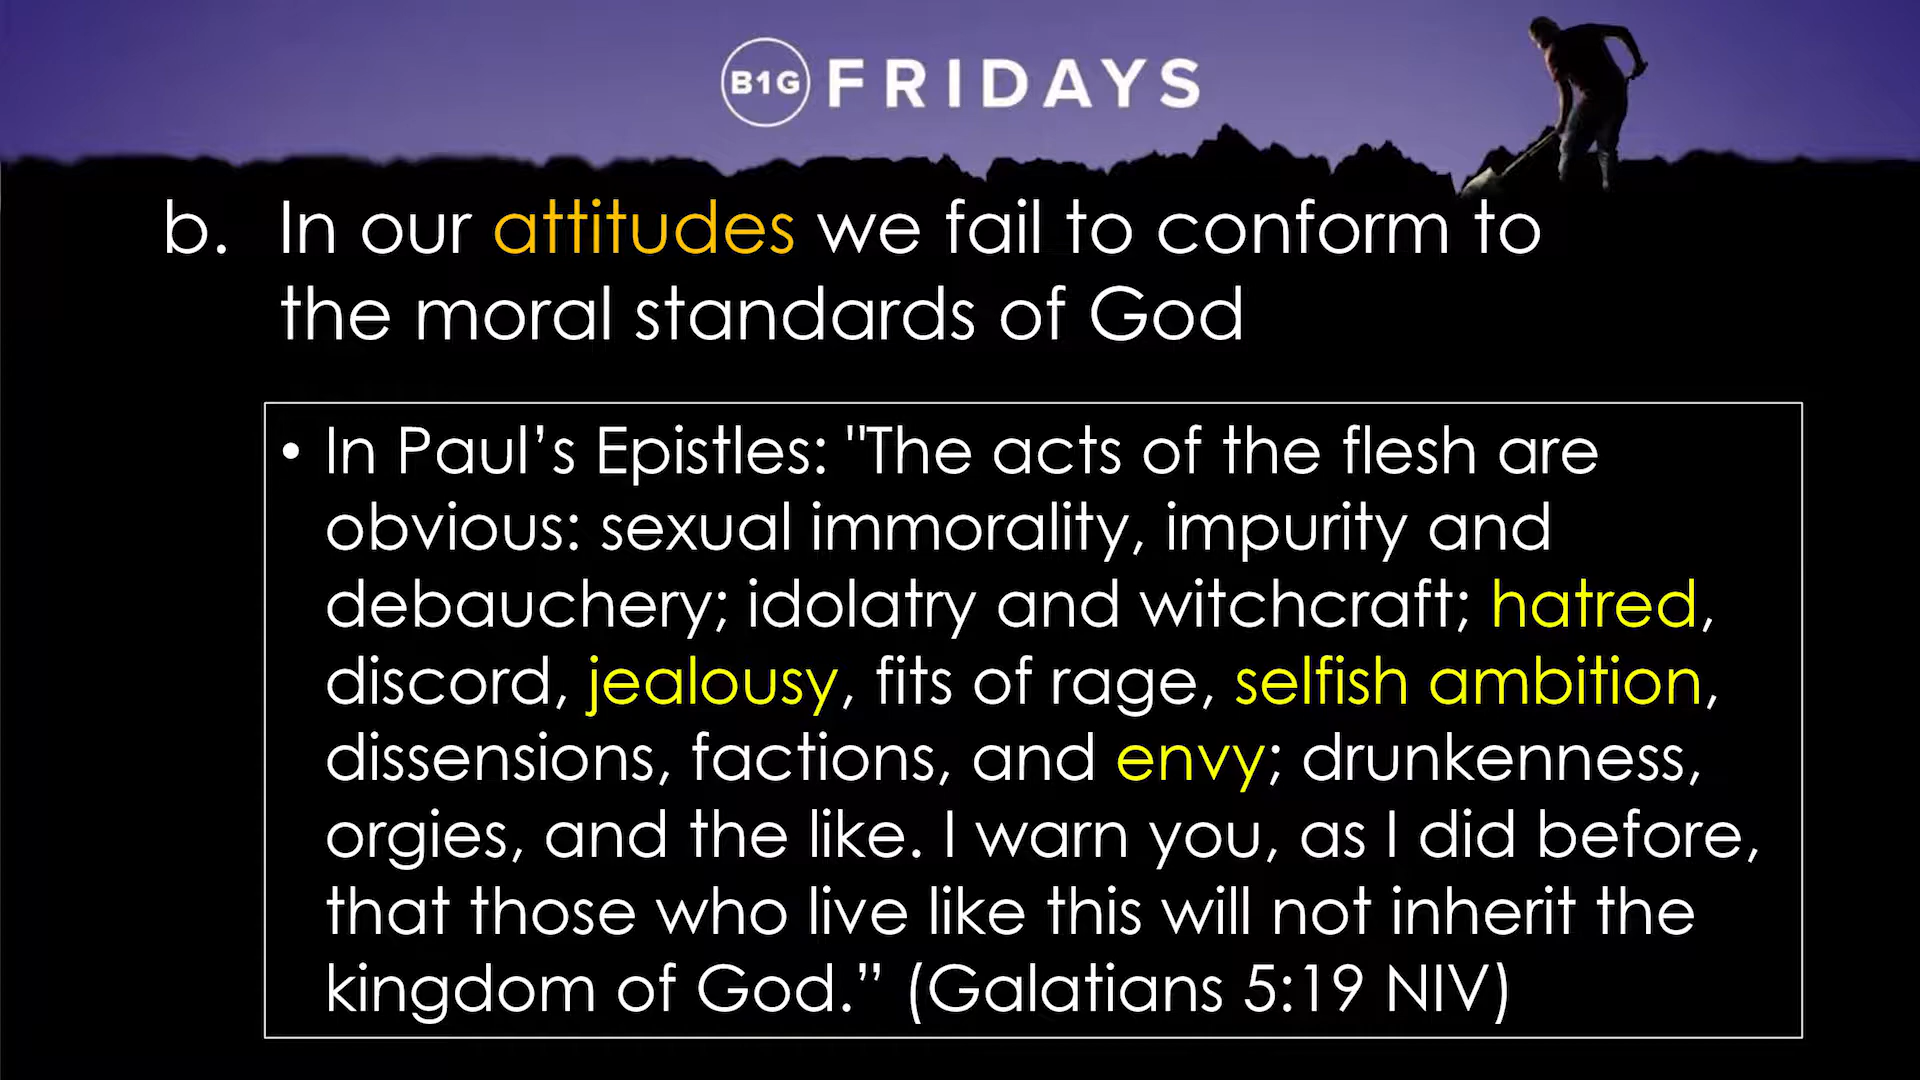 B1G FRIDAYS
b. In our attitudes we fail to conform to
the moral standards of God
• In Paul’s Epistles: "The acts of the flesh are
obvious: sexual immorality, impurity and
debauchery; idolatry and witchcraft; hatred,
discord, jealousy, fits of rage, selfish ambition,
dissensions, factions, and envy; drunkenness,
orgies, and the like. I warn you, as I did before,
that those who live like this will not inherit the
kingdom of God.” (Galatians 5:19 NIV)